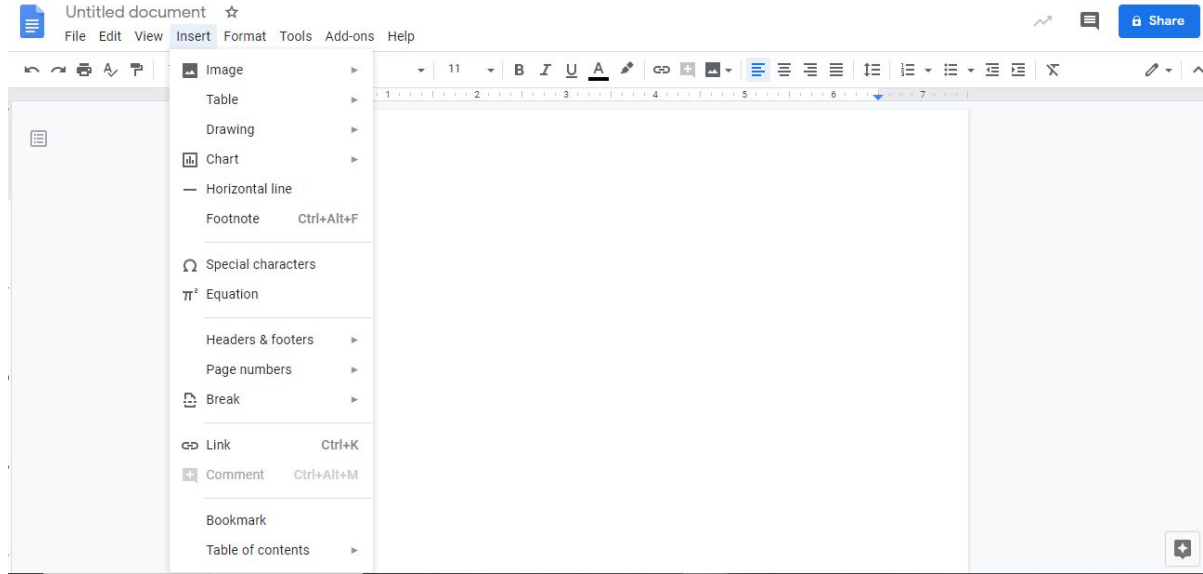 Untitled document
File Edit View Insert Format Tools Add-ons Help
Share
11 B I U A
1 2 3 4 5 6 7
Image
Table
Drawing
Chart
Horizontal line
Footnote Ctrl+Alt+F
Ω Special characters
π² Equation
Headers & footers
Page numbers
Break
Link Ctrl+K
Comment Ctrl+Alt+M
Bookmark
Table of contents